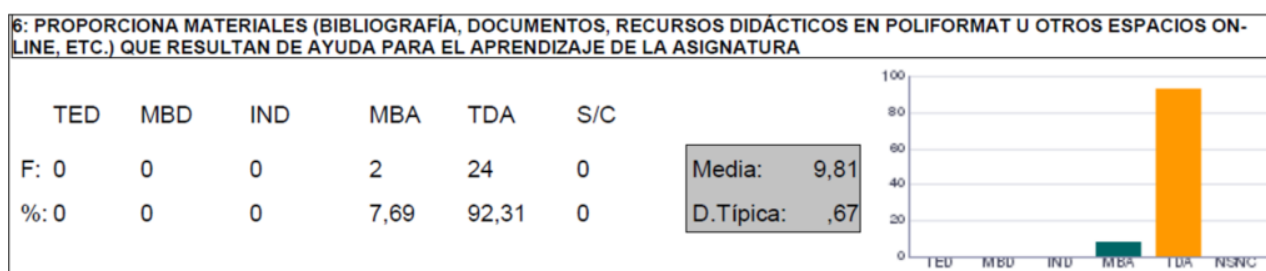 6: PROPORCIONA MATERIALES (BIBLIOGRAFÍA, DOCUMENTOS, RECURSOS DIDÁCTICOS EN POLIFORMAT U OTROS ESPACIOS ON-
LINE, ETC.) QUE RESULTAN DE AYUDA PARA EL APRENDIZAJE DE LA ASIGNATURA
TED MBD IND MBA TDA S/C
F: 0 0 0 2 24 0
%: 0 0 0 7,69 92,31 0
Media: 9,81
D.Típica: ,67
100
80
60
40
20
0
TED MBD IND MBA TDA NSNC